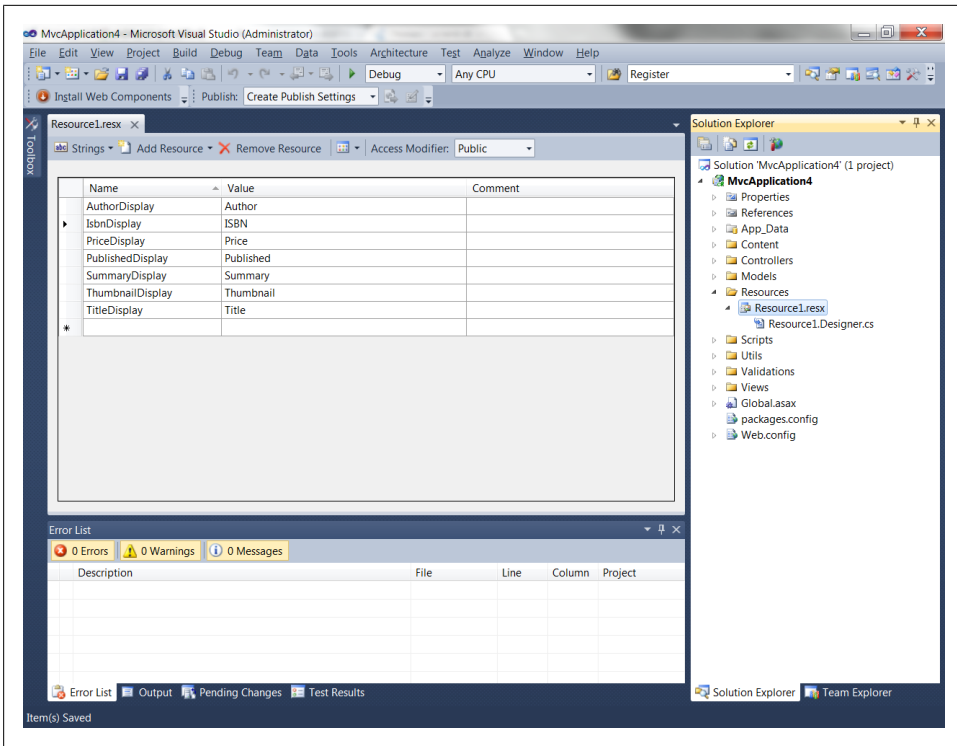 MvcApplication4 - Microsoft Visual Studio (Administrator)
File Edit View Project Build Debug Team Data Tools Architecture Test Analyze Window Help
Debug Any CPU Register
Install Web Components Publish: Create Publish Settings
Toolbox
Resource1.resx
abc Strings Add Resource Remove Resource Access Modifier: Public
Name Value Comment
AuthorDisplay Author
IsbnDisplay ISBN
PriceDisplay Price
PublishedDisplay Published
SummaryDisplay Summary
ThumbnailDisplay Thumbnail
TitleDisplay Title
Solution Explorer
Solution 'MvcApplication4' (1 project)
MvcApplication4
Properties
References
App_Data
Content
Controllers
Models
Resources
Resource1.resx
Resource1.Designer.cs
Scripts
Utils
Validations
Views
Global.asax
packages.config
Web.config
Error List
0 Errors 0 Warnings 0 Messages
Description File Line Column Project
Error List Output Pending Changes Test Results
Solution Explorer Team Explorer
Item(s) Saved